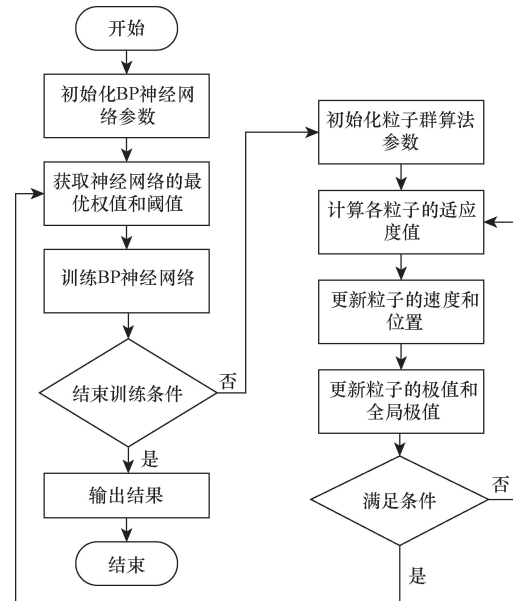 开始
初始化BP神经网
络参数
获取神经网络的最
优权值和阈值
训练BP神经网络
结束训练条件
否
是
输出结果
结束
初始化粒子群算法
参数
计算各粒子的适应
度值
更新粒子的速度和
位置
更新粒子的极值和
全局极值
满足条件
否
是